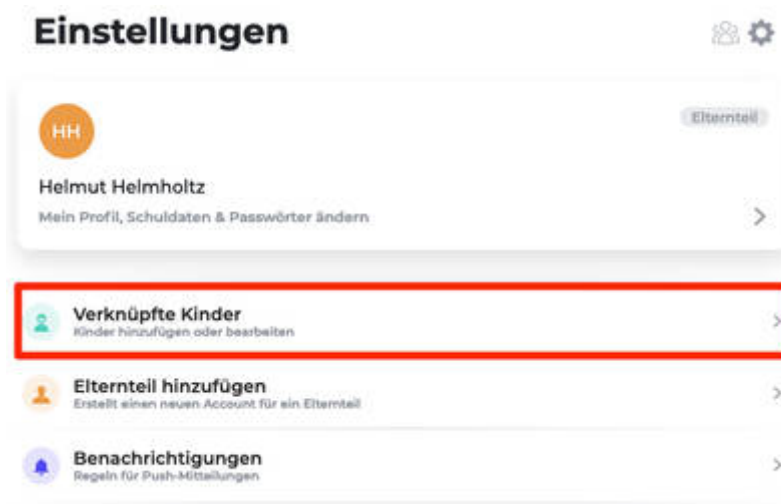 Einstellungen
HH
Elternteil
Helmut Helmholtz
Mein Profil, Schuldaten & Passwörter ändern
Verknüpfte Kinder
Kinder hinzufügen oder bearbeiten
Elternteil hinzufügen
Erstellt einen neuen Account für ein Elternteil
Benachrichtigungen
Regeln für Push-Mitteilungen